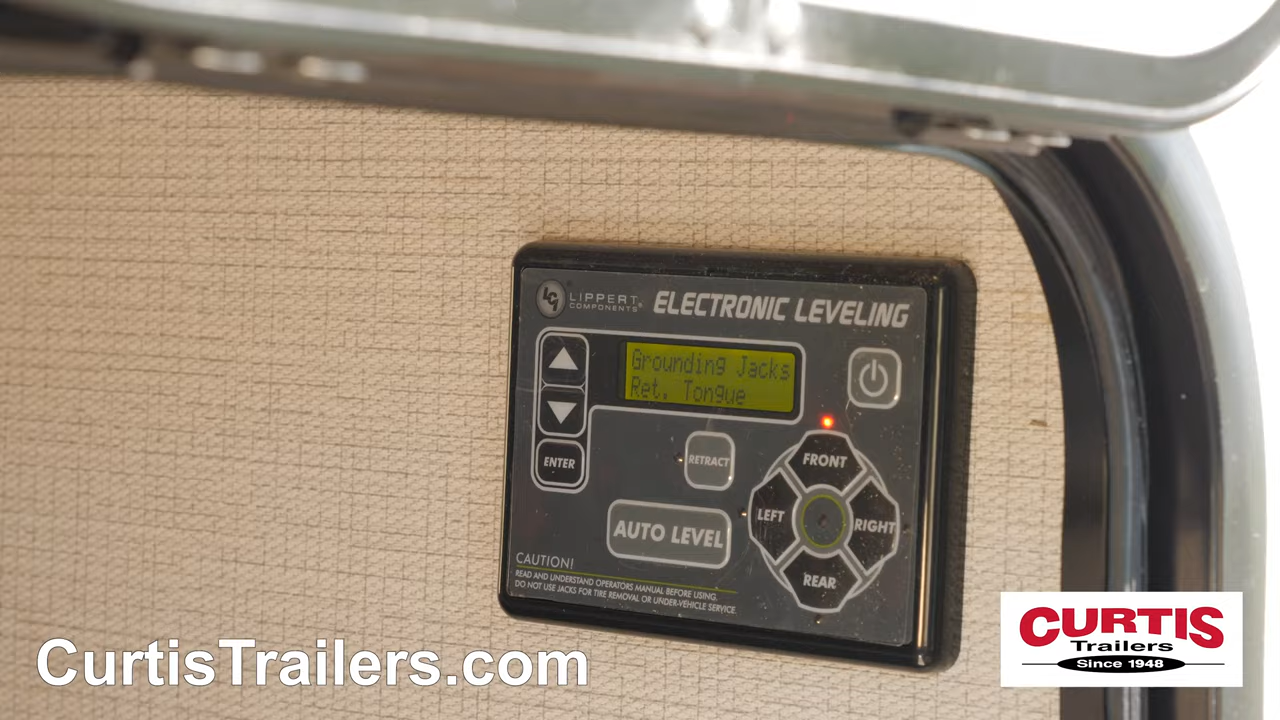 LCI
LIPPERT
COMPONENTS®
ELECTRONIC LEVELING
Grounding Jacks
Ret. Tongue
ENTER
RETRACT
FRONT
LEFT
RIGHT
AUTO LEVEL
REAR
CAUTION!
READ AND UNDERSTAND OPERATORS MANUAL BEFORE USING.
DO NOT USE JACKS FOR TIRE REMOVAL OR UNDER-VEHICLE SERVICE.
CurtisTrailers.com
CURTIS
Trailers
Since 1948